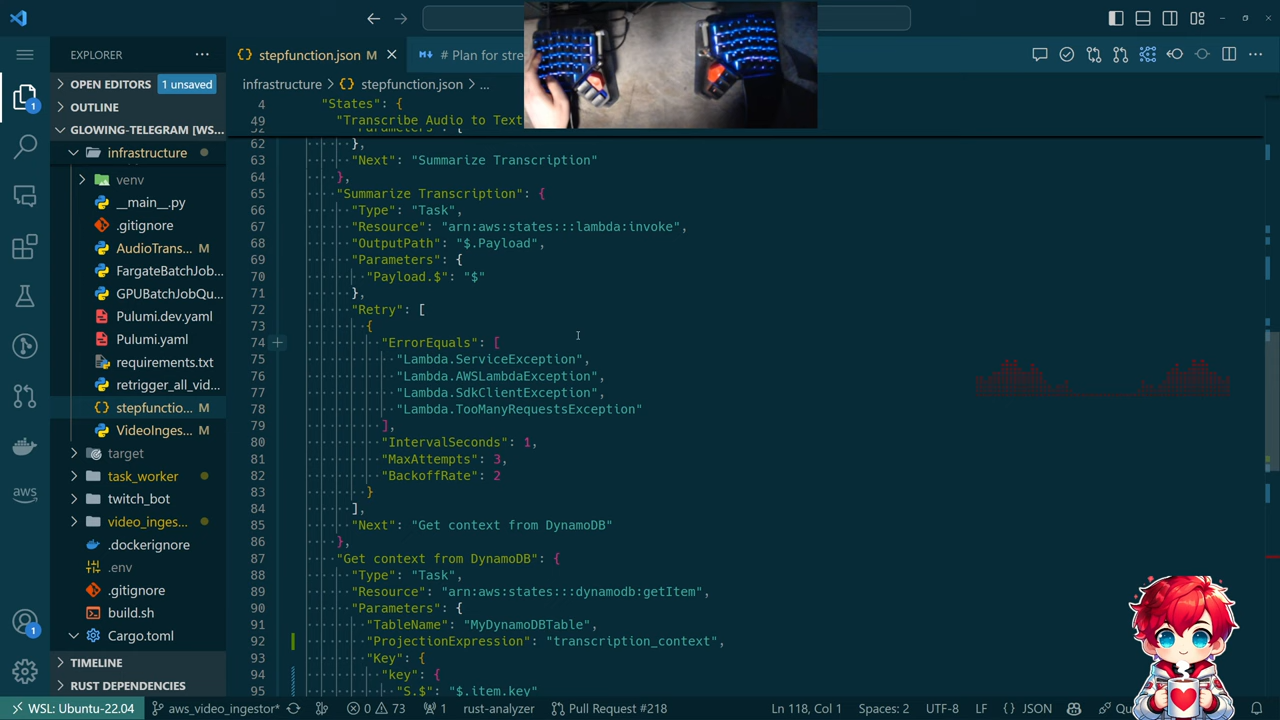 EXPLORER
OPEN EDITORS
1 unsaved
OUTLINE
GLOWING-TELEGRAM [WS...
infrastructure
venv
__main__.py
.gitignore
AudioTrans... M
FargateBatchJob...
GPUBatchJobQu...
Pulumi.dev.yaml
Pulumi.yaml
requirements.txt
retrigger_all_vid...
stepfunctio... M
VideoInges... M
target
task_worker
twitch_bot
video_inges...
.dockerignore
.env
.gitignore
build.sh
Cargo.toml
TIMELINE
RUST DEPENDENCIES
1
aws
1
stepfunction.json M
# Plan for stre
infrastructure > stepfunction.json > ...
4 "States": {
49 "Transcribe Audio to Text
62 },
63 "Next": "Summarize Transcription"
64 },
65 "Summarize Transcription": {
66 "Type": "Task",
67 "Resource": "arn:aws:states:::lambda:invoke",
68 "OutputPath": "$.Payload",
69 "Parameters": {
70 "Payload.$": "$"
71 },
72 "Retry": [
73 {
74 "ErrorEquals": [
75 "Lambda.ServiceException",
76 "Lambda.AWSLambdaException",
77 "Lambda.SdkClientException",
78 "Lambda.TooManyRequestsException"
79 ],
80 "IntervalSeconds": 1,
81 "MaxAttempts": 3,
82 "BackoffRate": 2
83 }
84 ],
85 "Next": "Get context from DynamoDB"
86 },
87 "Get context from DynamoDB": {
88 "Type": "Task",
89 "Resource": "arn:aws:states:::dynamodb:getItem",
90 "Parameters": {
91 "TableName": "MyDynamoDBTable",
92 "ProjectionExpression": "transcription_context",
93 "Key": {
94 "key": {
95 "S.$": "$.item.key"
WSL: Ubuntu-22.04
aws_video_ingestor*
0 73
1
rust-analyzer
Pull Request #218
Ln 118, Col 1
Spaces: 2
UTF-8
LF
{} JSON